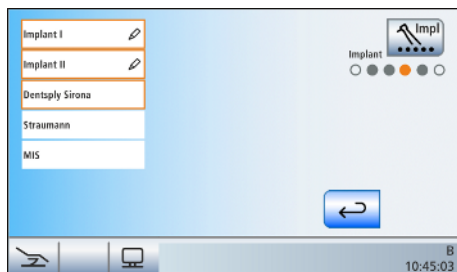 Implant I
Implant II
Dentsply Sirona
Straumann
MIS
Impl
Implant
B
10:45:03